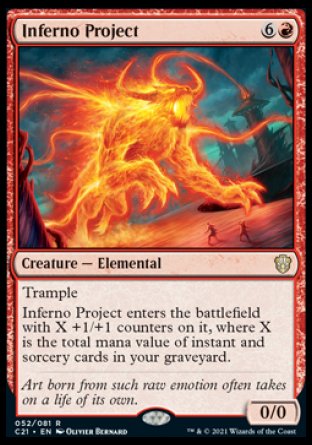 Inferno Project 6
Creature — Elemental
Trample
Inferno Project enters the battlefield
with X +1/+1 counters on it, where X
is the total mana value of instant and
sorcery cards in your graveyard.
Art born from such raw emotion often takes
on a life of its own.
0/0
052/081 R
C21 • EN OLIVIER BERNARD
™ & © 2021 Wizards of the Coast